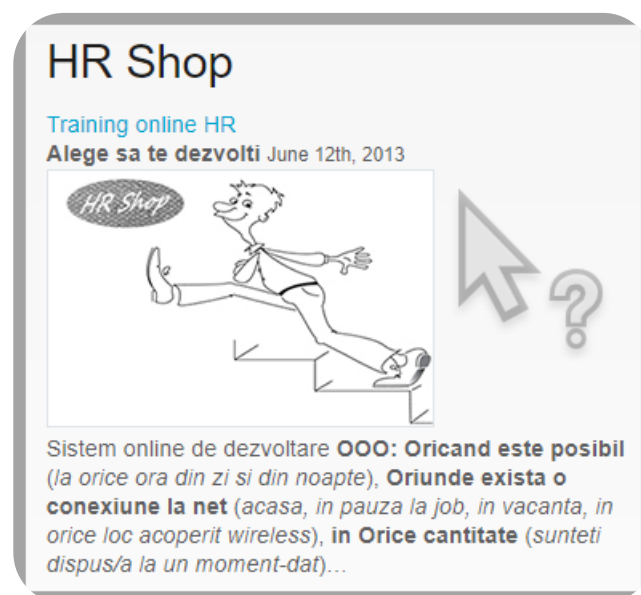 HR Shop
Training online HR
Alege sa te dezvolti June 12th, 2013
HR Shop
Sistem online de dezvoltare OOO: Oricand este posibil
(la orice ora din zi si din noapte), Oriunde exista o
conexiune la net (acasa, in pauza la job, in vacanta, in
orice loc acoperit wireless), in Orice cantitate (sunteti
dispus/a la un moment-dat)...